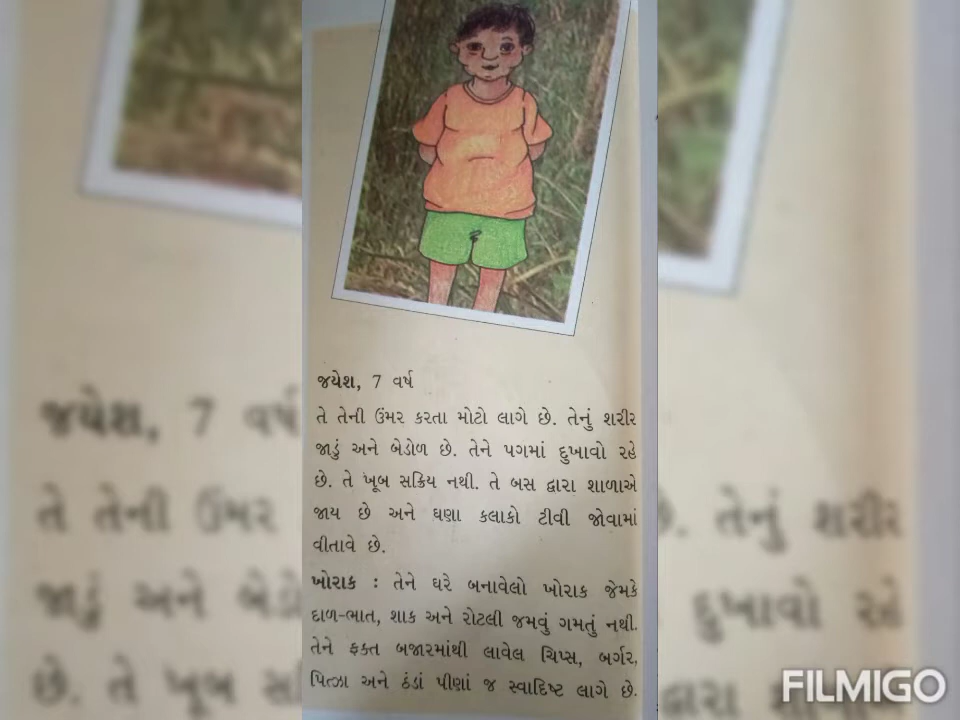 જયેશ, 7 વર્ષ
તે તેની ઉંમર કરતા મોટો લાગે છે. તેનું શરીર
જાડું અને બેડોળ છે. તેને પગમાં દુખાવો રહે
છે. તે ખૂબ સક્રિય નથી. તે બસ દ્વારા શાળાએ
જાય છે અને ઘણા કલાકો ટીવી જોવામાં
વીતાવે છે.
ખોરાક : તેને ઘરે બનાવેલો ખોરાક જેમકે
દાળ-ભાત, શાક અને રોટલી જમવું ગમતું નથી.
તેને ફક્ત બજારમાંથી લાવેલ ચિપ્સ, બર્ગર,
પિત્ઝા અને ઠંડાં પીણાં જ સ્વાદિષ્ટ લાગે છે.
FILMIGO